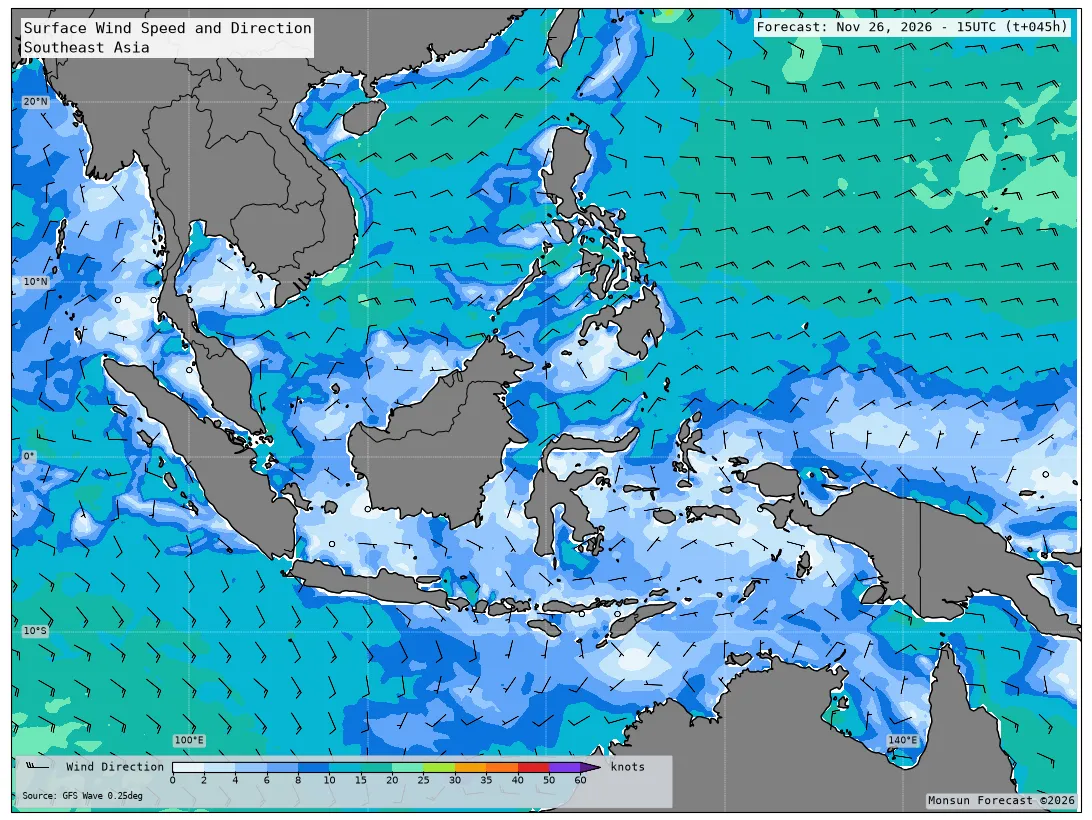 Surface Wind Speed and Direction
Southeast Asia
Forecast: Nov 26, 2026 - 15UTC (t+045h)
20°N
10°N
0°
10°S
100°E
140°E
Wind Direction
0 2 4 6 8 10 15 20 25 30 35 40 50 60
knots
Source: GFS Wave 0.25deg
Monsun Forecast ©2026